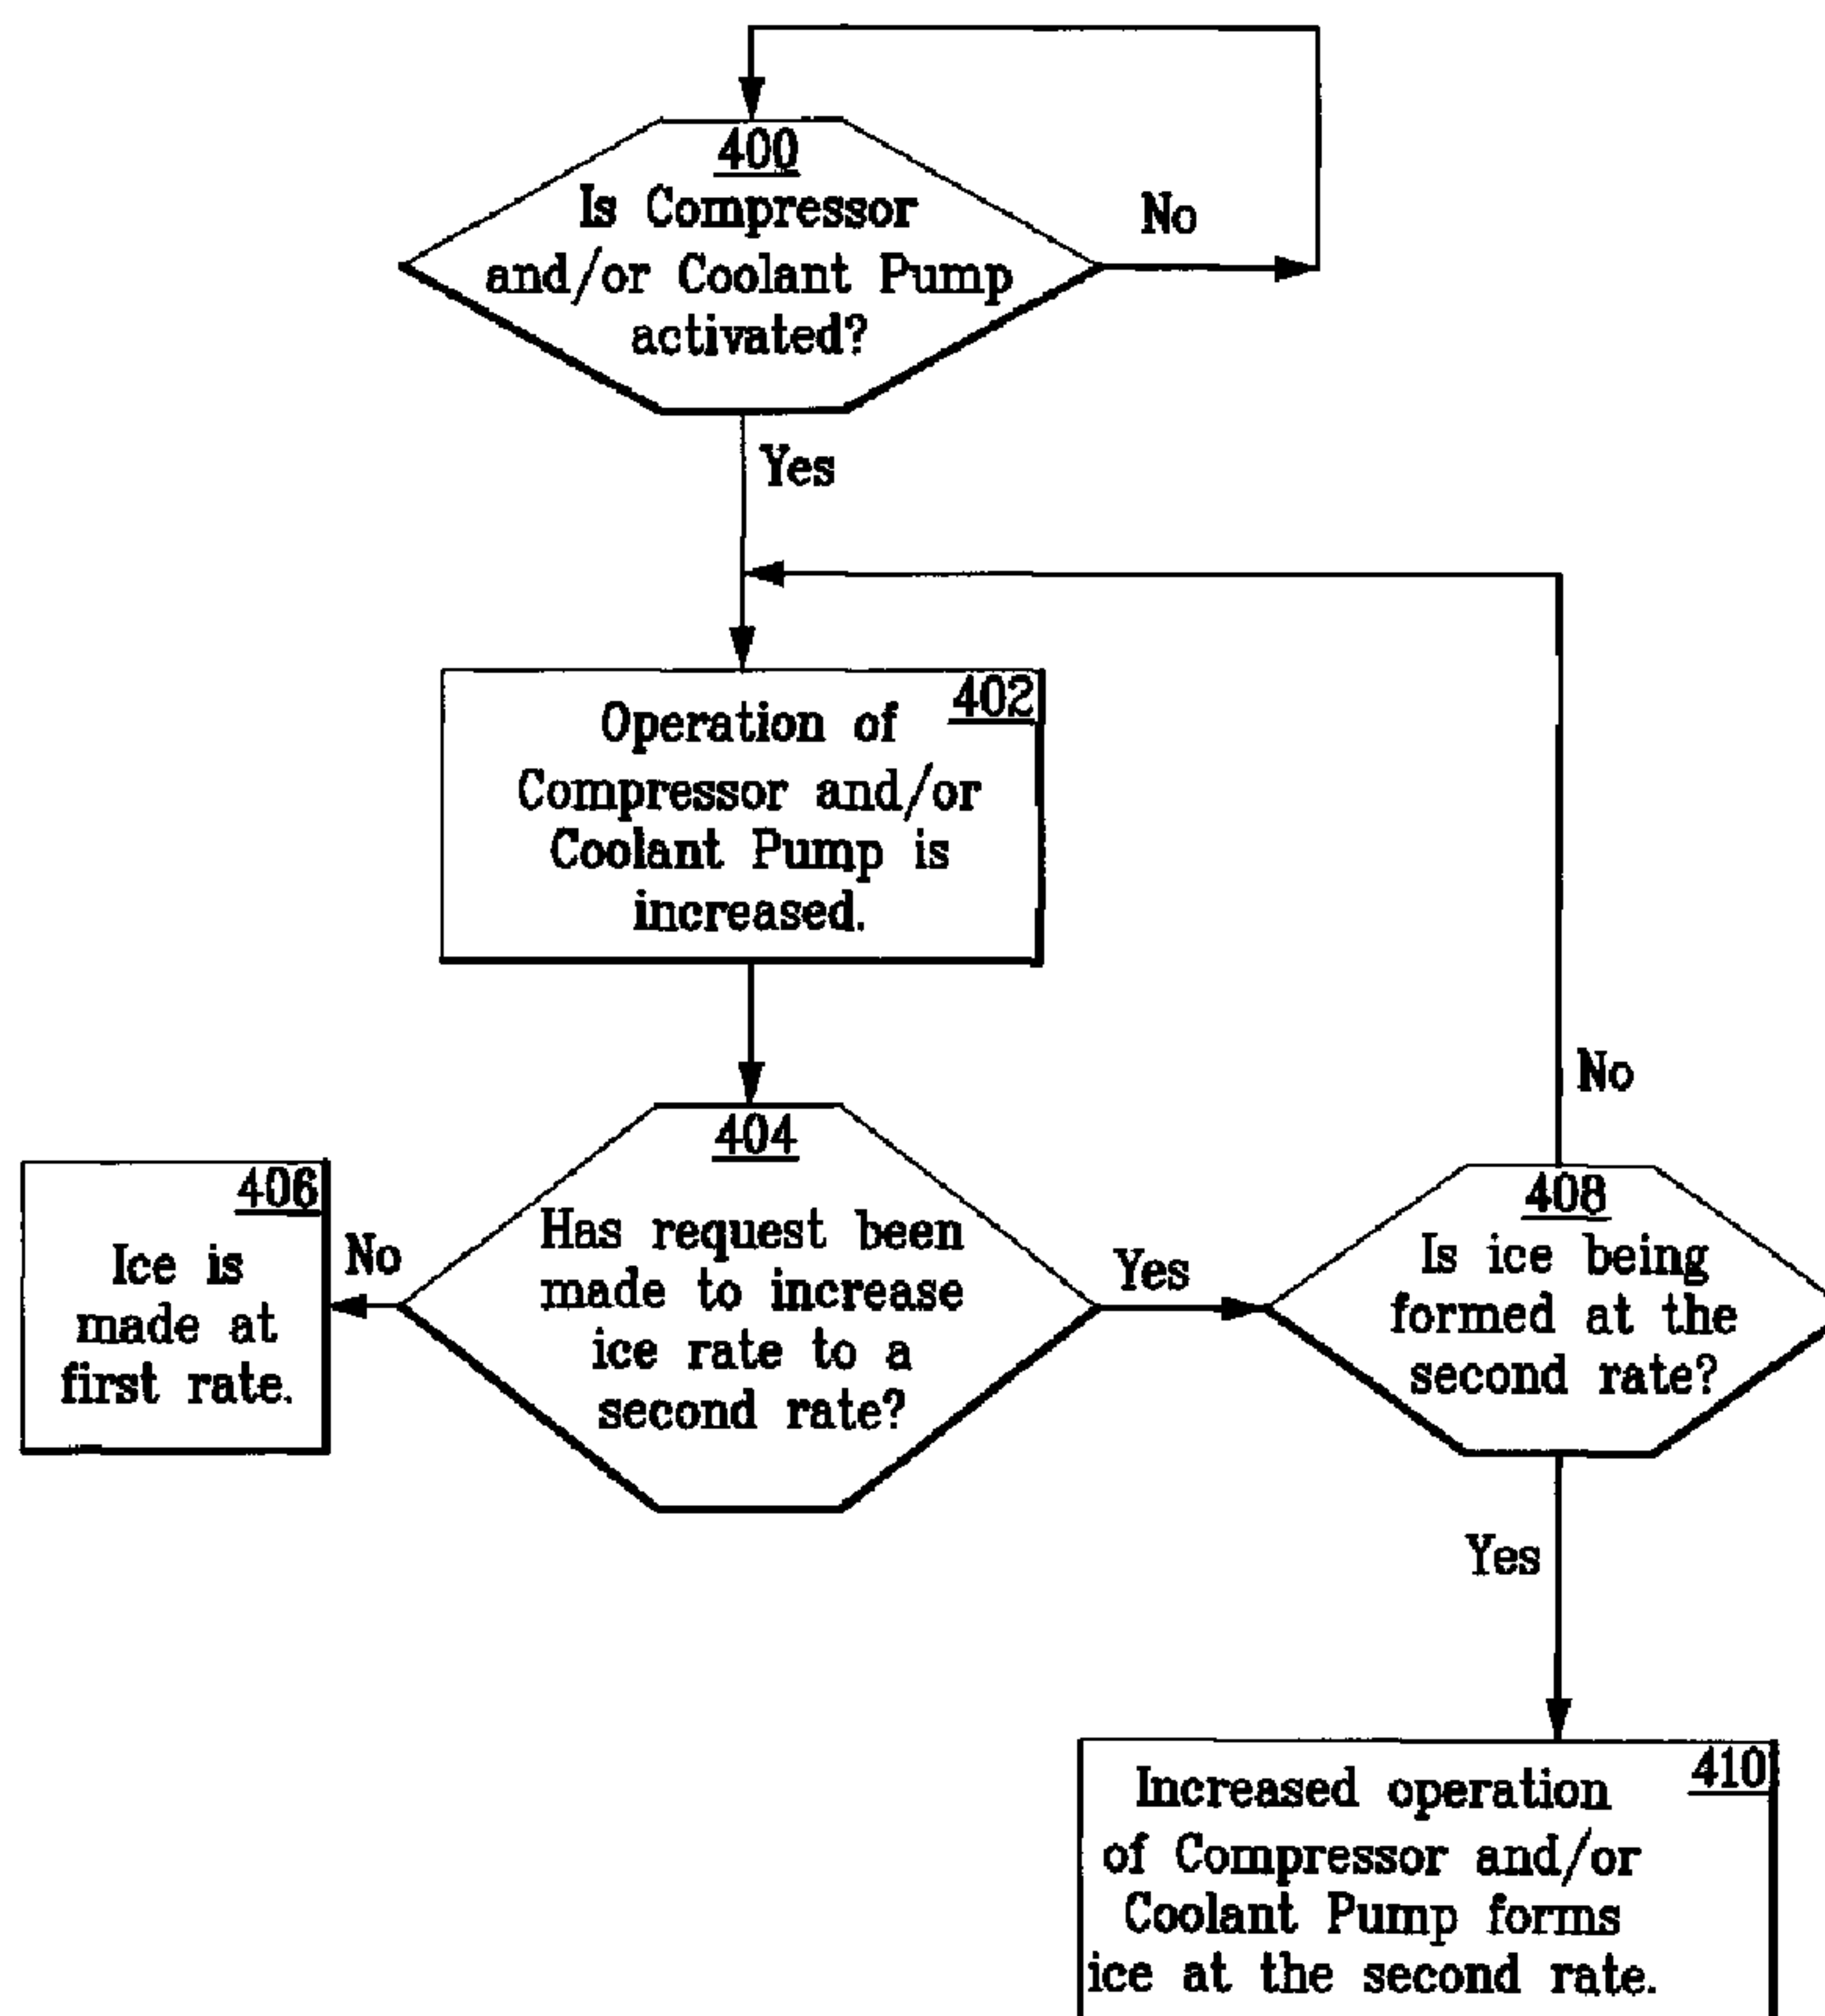 400
Is Compressor
and/or Coolant Pump
activated?
No
Yes
402
Operation of
Compressor and/or
Coolant Pump is
increased.
404
Has request been
made to increase
ice rate to a
second rate?
No
406
Ice is
made at
first rate.
Yes
408
Is ice being
formed at the
second rate?
No
Yes
410
Increased operation
of Compressor and/or
Coolant Pump forms
ice at the second rate.